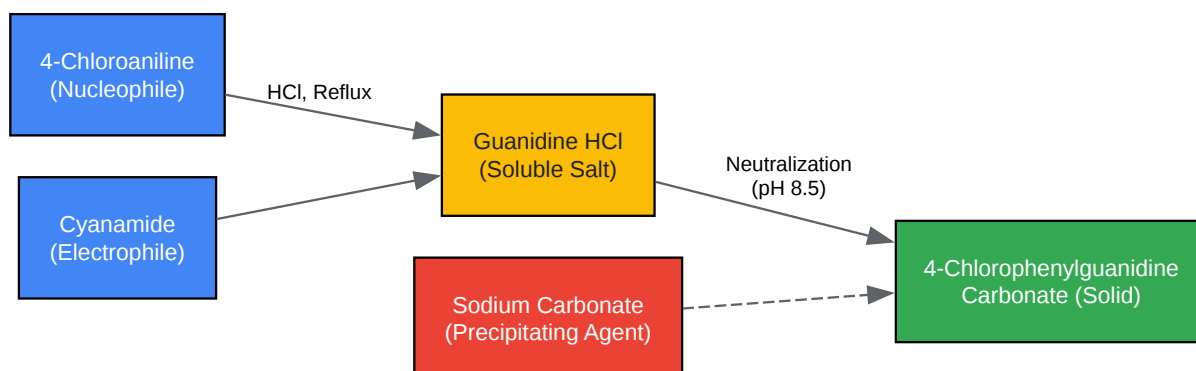 4-Chloroaniline
(Nucleophile)
HCl, Reflux
Cyanamide
(Electrophile)
Guanidine HCl
(Soluble Salt)
Neutralization
(pH 8.5)
Sodium Carbonate
(Precipitating Agent)
4-Chlorophenylguanidine
Carbonate (Solid)